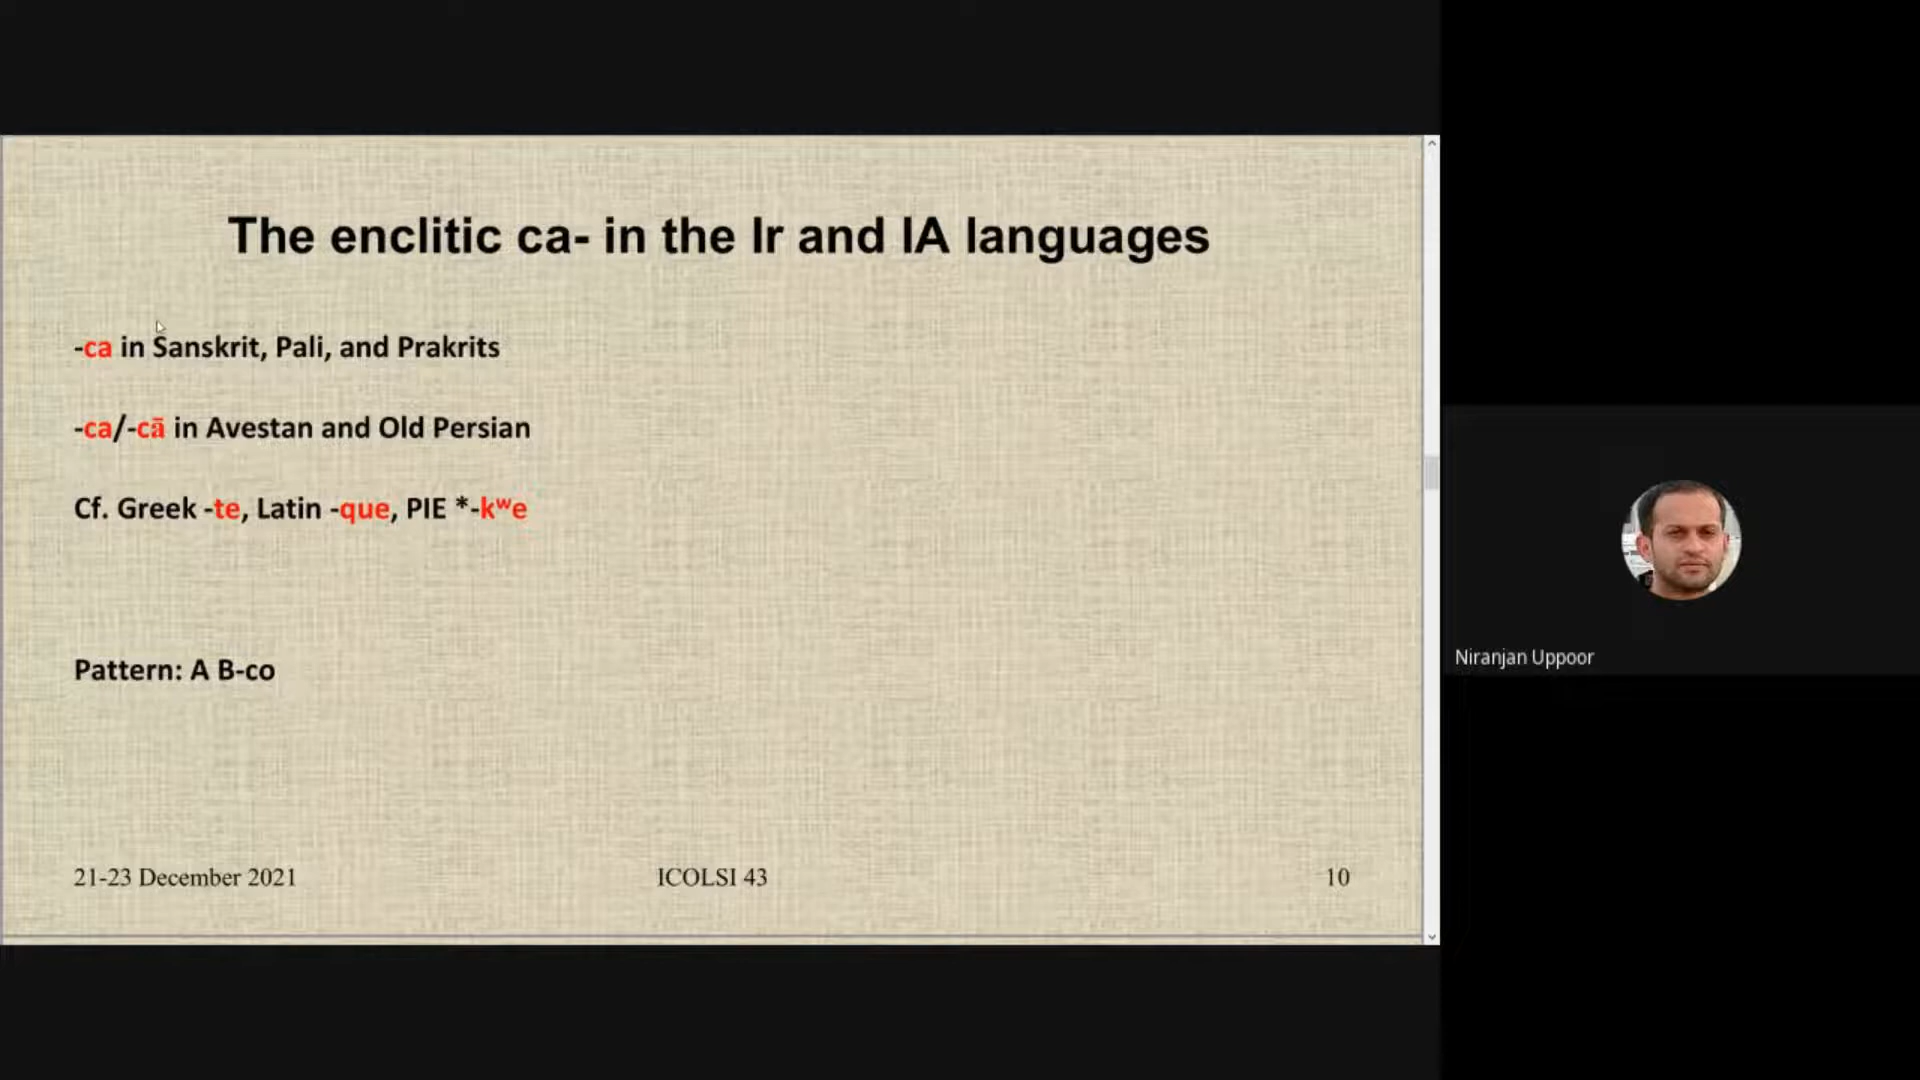 The enclitic ca- in the Ir and IA languages
-ca in Sanskrit, Pali, and Prakrits
-ca/-cā in Avestan and Old Persian
Cf. Greek -te, Latin -que, PIE *-kʷe
Pattern: A B-co
21-23 December 2021
ICOLSI 43
10
Niranjan Uppoor